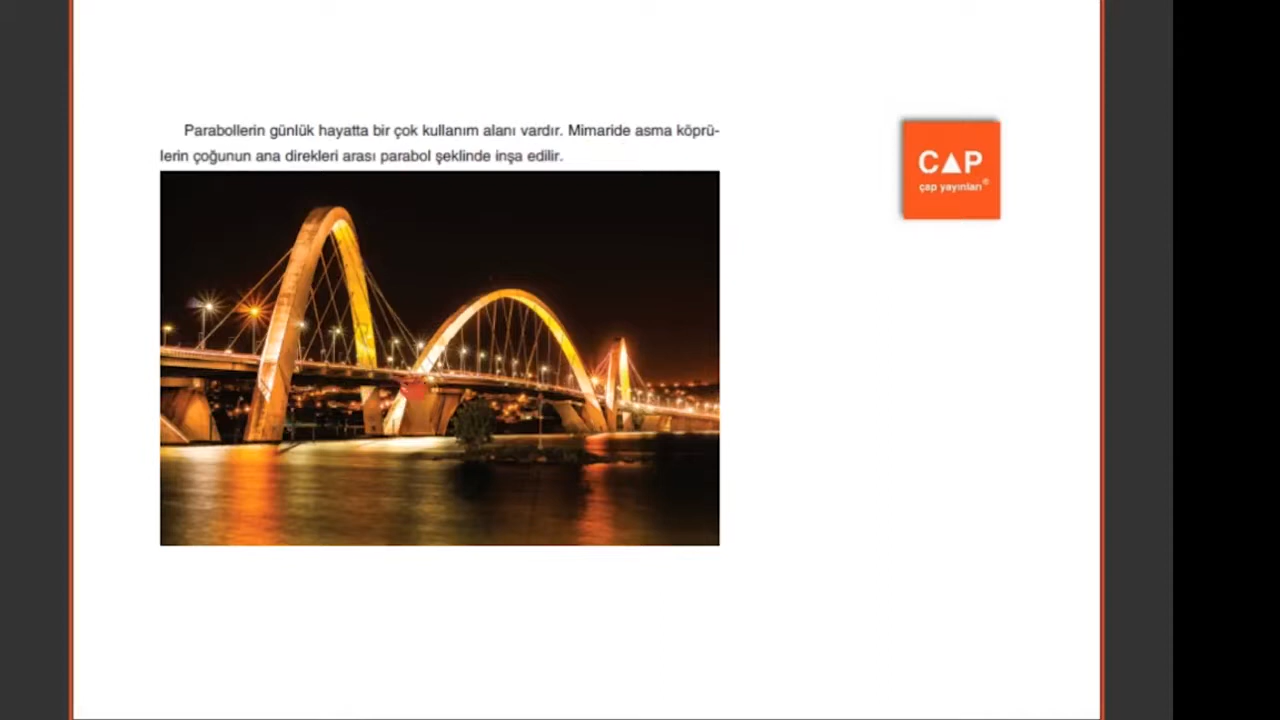 Parabollerin günlük hayatta bir çok kullanım alanı vardır. Mimaride asma köprü-
lerin çoğunun ana direkleri arası parabol şeklinde inşa edilir.
CAP
çap yayınları®